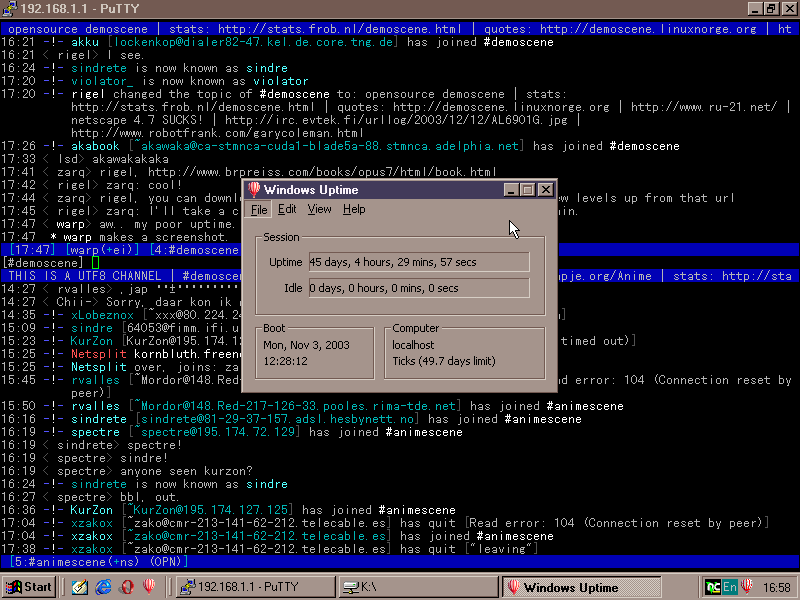 192.168.1.1 - PuTTY
opensource demoscene | stats: http://stats.frob.nl/demoscene.html | quotes: http://demoscene.linuxnorge.org | ht
16:21 -!- akku [lockenkop@dialer82-47.kel.de.core.tng.de] has joined #demoscene
16:21 < rigel> I see.
16:24 -!- sindrete is now known as sindre
17:20 -!- violator_ is now known as violator
17:20 -!- rigel changed the topic of #demoscene to: opensource demoscene | stats:
http://stats.frob.nl/demoscene.html | quotes: http://demoscene.linuxnorge.org | http://www.ru-21.net/ |
netscape 4.7 SUCKS! | http://irc.evtek.fi/urllog/2003/12/12/AL6901G.jpg |
http://www.robotfrank.com/garycoleman.html
17:26 -!- akabook [~akawaka@ca-stmnca-cuda1-blade5a-88.stmnca.adelphia.net] has joined #demoscene
17:33 < lsd> akawakakaka
17:41 < zarq> rigel, http://www.brpreiss.com/books/opus7/html/book.html
17:42 < rigel> zarq: cool!
17:44 < zarq> rigel, you can downlo
ew levels up from that url
17:45 < rigel> zarq: I'll take a c
in.
17:47 < warp> aw.. my poor uptime.
17:47 * warp makes a screenshot.
[17:47] [warp(+ei)] [4:#demoscene
[#demoscene]
THIS IS A UTF8 CHANNEL | #demosc
pje.org/Anime | stats: http://sta
14:27 < rvalles> ,jap
14:27 < Chii-> Sorry, daar kon ik
14:35 -!- xLobeznox [~xxx@80.224.2
15:09 -!- sindre [64053@fimm.ifi.u
15:23 -!- KurZon [KurZon@195.174.12
timed out)]
15:25 -!- Netsplit kornbluth.freeno
15:25 -!- Netsplit over, joins: za
15:45 -!- rvalles [~Mordor@148.Red
ad error: 104 (Connection reset by
peer)]
15:50 -!- rvalles [~Mordor@148.Red-217-126-33.pooles.rima-tde.net] has joined #animescene
16:16 -!- sindrete [sindrete@81-29-37-157.adsl.hesbynett.no] has joined #animescene
16:19 -!- spectre [~spectre@195.174.72.129] has joined #animescene
16:19 < sindrete> spectre!
16:19 < spectre> sindre!
16:19 < spectre> anyone seen kurzon?
16:24 -!- sindrete is now known as sindre
16:27 < spectre> bbl, out.
16:36 -!- KurZon [~KurZon@195.174.127.125] has joined #animescene
17:04 -!- xzakox [~zako@cmr-213-141-62-212.telecable.es] has quit [Read error: 104 (Connection reset by peer)]
17:04 -!- xzakox [~zako@cmr-213-141-62-212.telecable.es] has joined #animescene
17:38 -!- xzakox [~zako@cmr-213-141-62-212.telecable.es] has quit ["leaving"]
[5:#animescene(+ns) (OPN)]
Windows Uptime
File Edit View Help
Session
Uptime 45 days, 4 hours, 29 mins, 57 secs
Idle 0 days, 0 hours, 0 mins, 0 secs
Boot
Mon, Nov 3, 2003
12:28:12
Computer
localhost
Ticks (49.7 days limit)
Start 192.168.1.1 - PuTTY K:\ Windows Uptime En 16:58